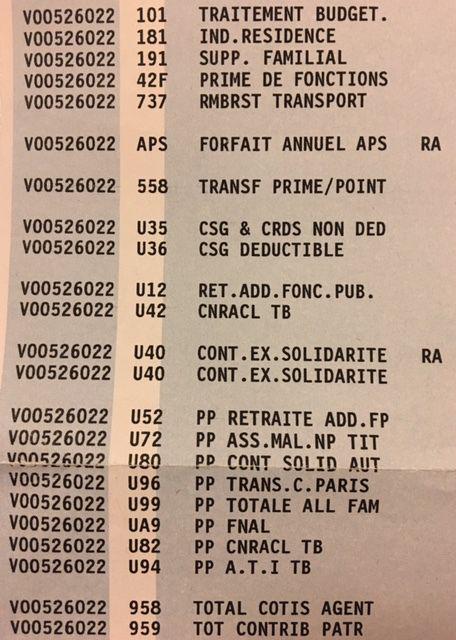 V00526022 101 TRAITEMENT BUDGET.
V00526022 181 IND.RESIDENCE
V00526022 191 SUPP. FAMILIAL
V00526022 42F PRIME DE FONCTIONS
V00526022 737 RMBRST TRANSPORT
V00526022 APS FORFAIT ANNUEL APS RA
V00526022 558 TRANSF PRIME/POINT
V00526022 U35 CSG & CRDS NON DED
V00526022 U36 CSG DEDUCTIBLE
V00526022 U12 RET.ADD.FONC.PUB.
V00526022 U42 CNRACL TB
V00526022 U40 CONT.EX.SOLIDARITE RA
V00526022 U40 CONT.EX.SOLIDARITE
V00526022 U52 PP RETRAITE ADD.FP
V00526022 U72 PP ASS.MAL.NP TIT
V00526022 U80 PP CONT SOLID AUT
V00526022 U96 PP TRANS.C.PARIS
V00526022 U99 PP TOTALE ALL FAM
V00526022 UA9 PP FNAL
V00526022 U82 PP CNRACL TB
V00526022 U94 PP A.T.I TB
V00526022 958 TOTAL COTIS AGENT
V00526022 959 TOT CONTRIB PATR